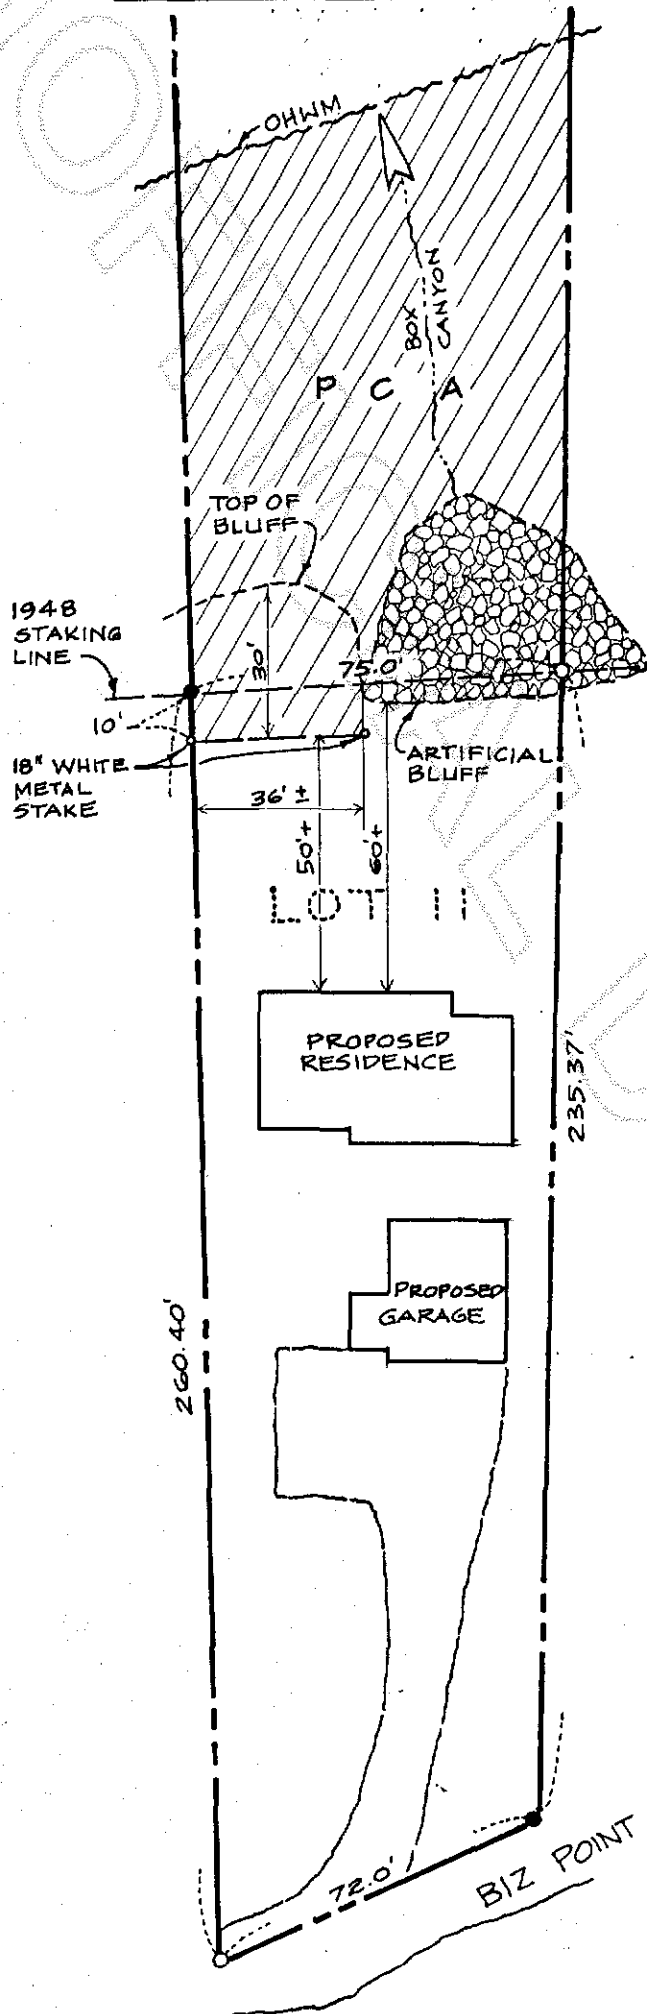 OHWM
BOX
CANYON
P C A
TOP OF
BLUFF
1948
STAKING
LINE
30'
75.0'
10'
18" WHITE
METAL
STAKE
ARTIFICIAL
BLUFF
36' ±
50'+
60'+
LOT 11
PROPOSED
RESIDENCE
235.37'
PROPOSED
GARAGE
260.40'
72.0'
BIZ POINT